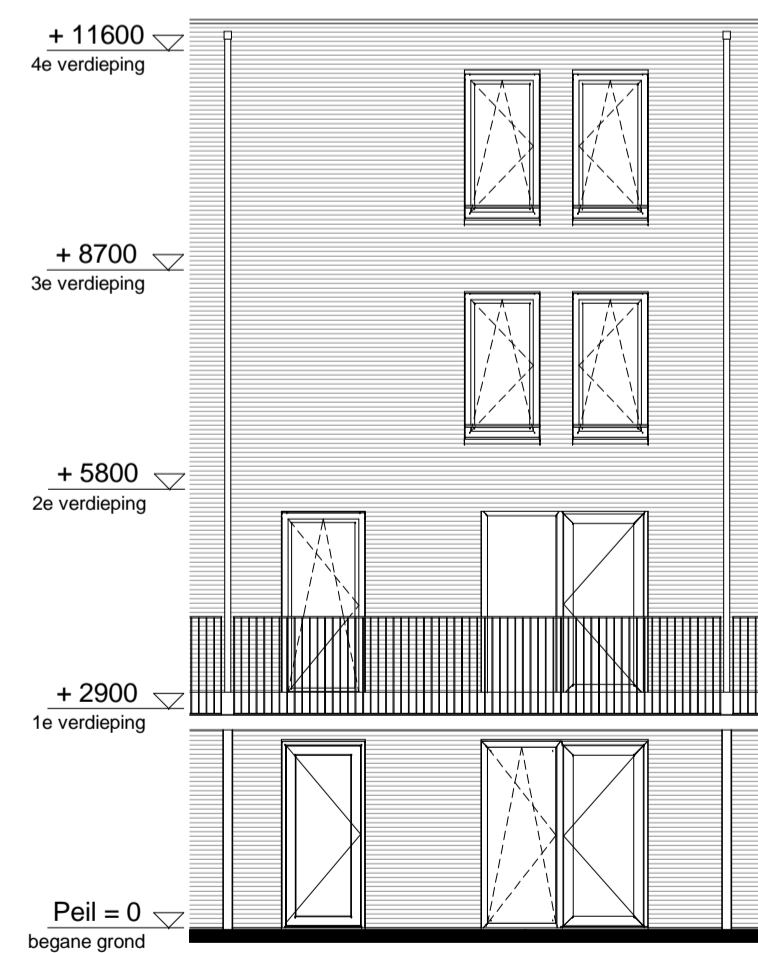 + 11600
4e verdieping
+ 8700
3e verdieping
+ 5800
2e verdieping
+ 2900
1e verdieping
Peil = 0
begane grond